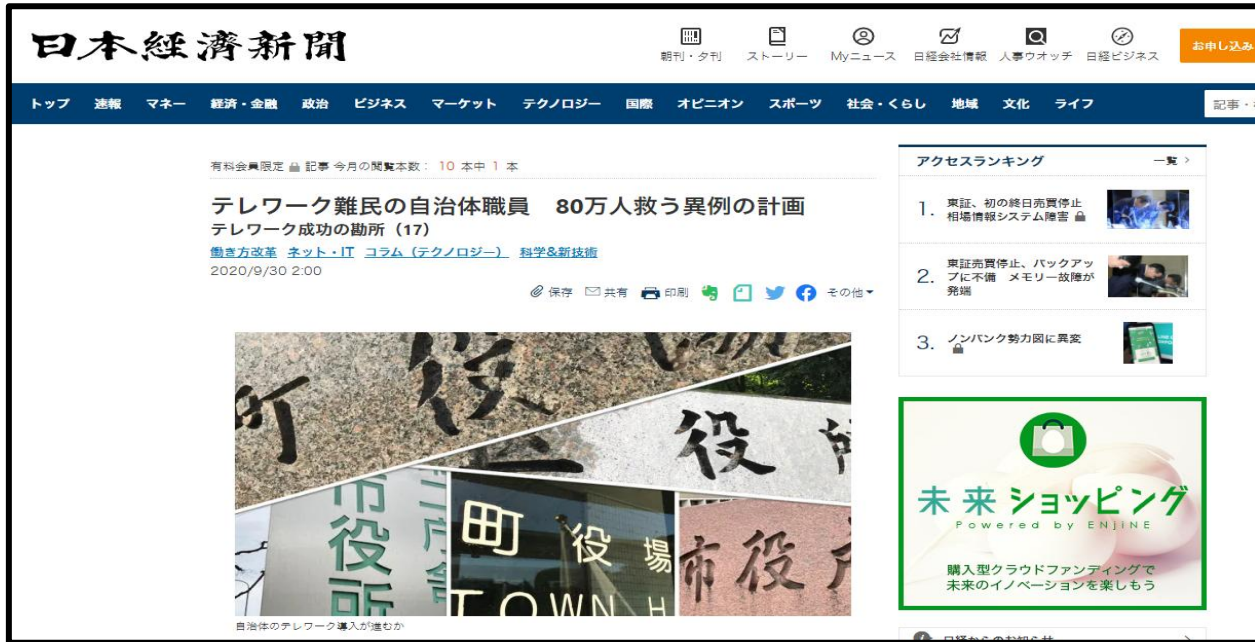 日本経済新聞
朝刊・夕刊 ストーリー Myニュース 日経会社情報 人事ウオッチ 日経ビジネス
お申し込み
トップ 速報 マネー 経済・金融 政治 ビジネス マーケット テクノロジー 国際 オピニオン スポーツ 社会・くらし 地域 文化 ライフ
記事・
有料会員限定 記事 今月の閲覧本数： 10 本中 1 本
テレワーク難民の自治体職員 80万人救う異例の計画
テレワーク成功の勘所（17）
働き方改革 ネット・IT コラム（テクノロジー） 科学&新技術
2020/9/30 2:00
保存 共有 印刷 その他
町役場
役
市役所
町役場
TOWN H
市役
自治体のテレワーク導入が進むか
アクセスランキング 一覧
1. 東証、初の終日売買停止
相場情報システム障害
2. 東証売買停止、バックアッ
プに不備 メモリー故障が
発端
3. ノンバンク勢力図に異変
未来ショッピング
Powered by ENjiNE
購入型クラウドファンディングで
未来のイノベーションを楽しもう
日経からのお知らせ